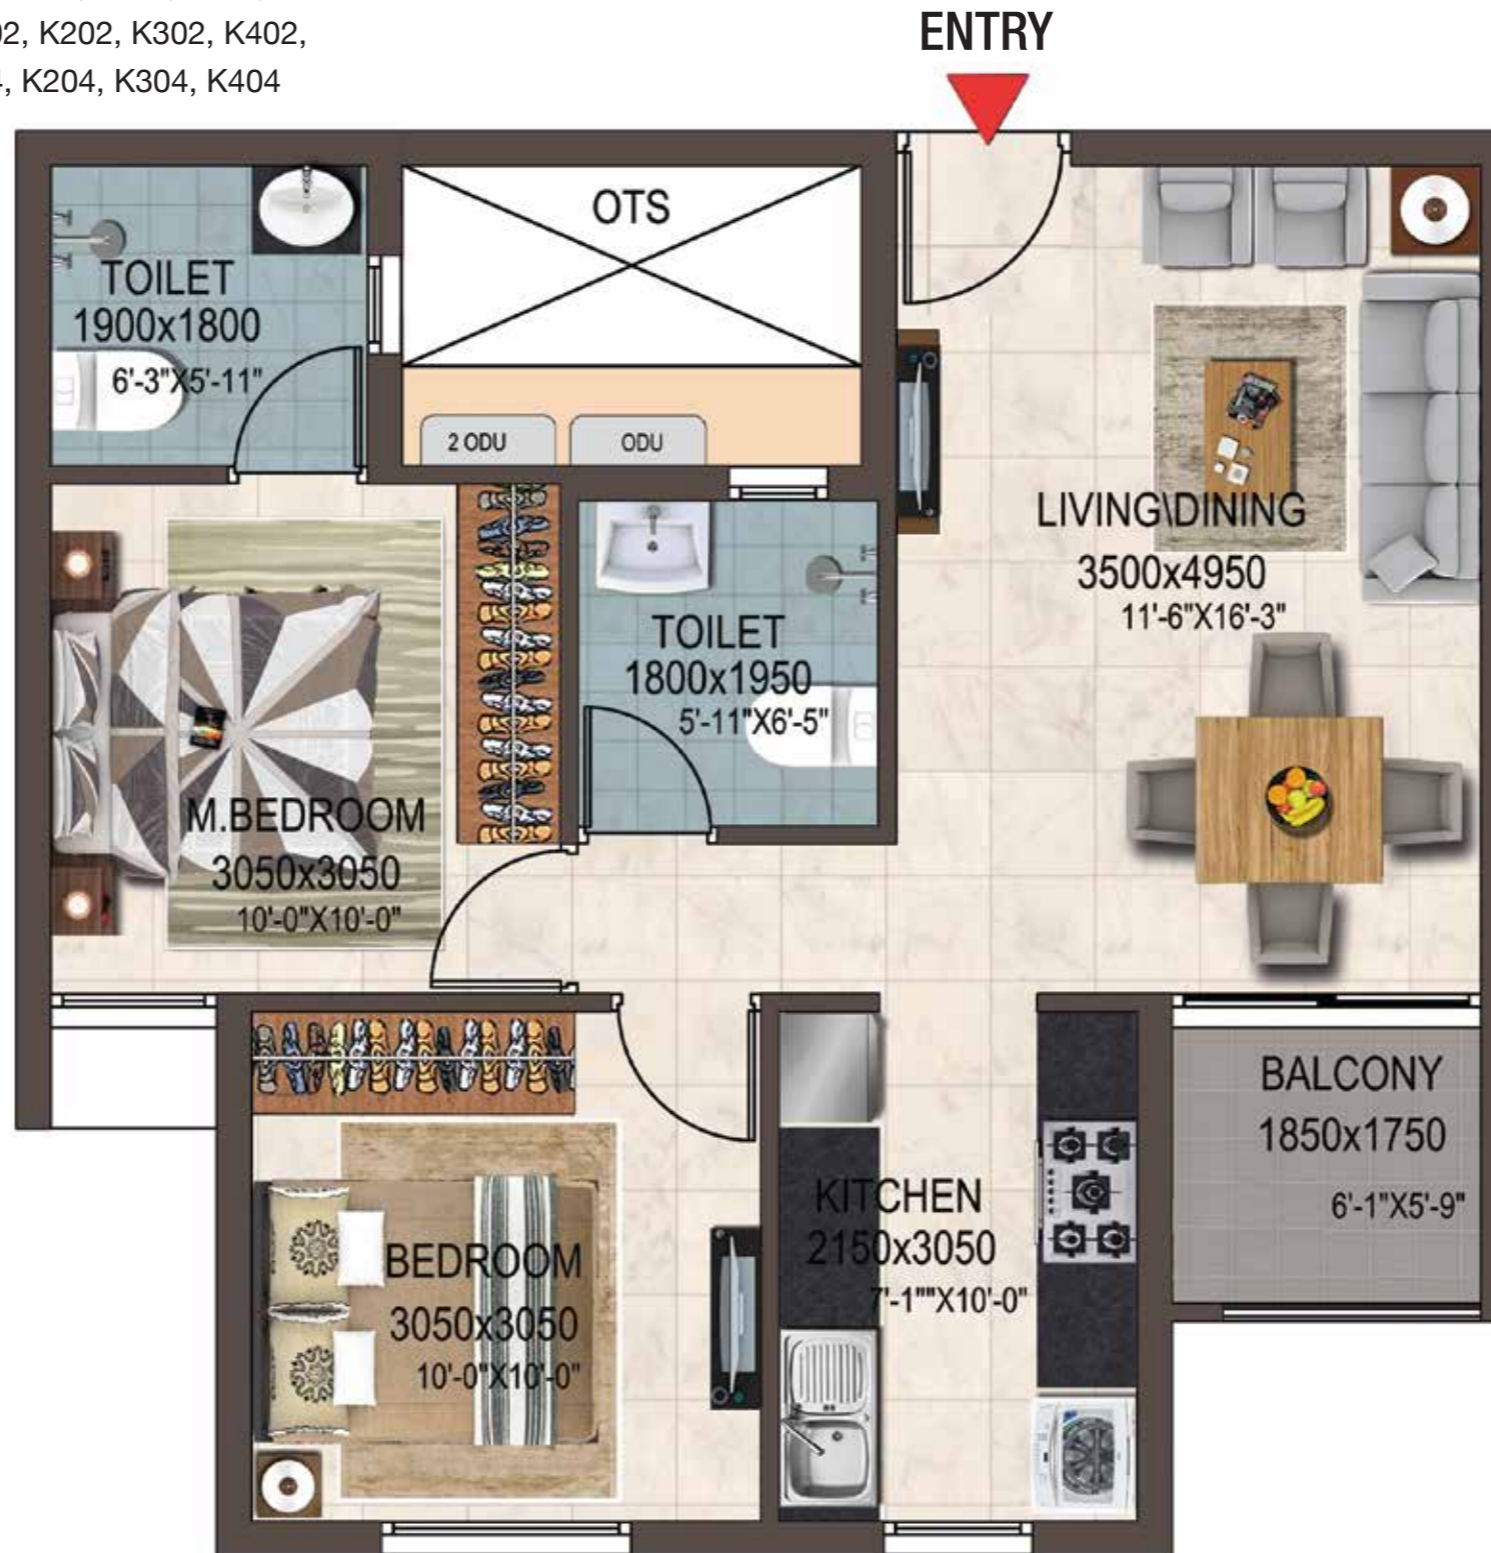 K202, K302, K402,
K204, K304, K404
ENTRY
OTS
TOILET
1900x1800
6'-3"X5'-11"
2 ODU
ODU
LIVING\DINING
3500x4950
11'-6"X16'-3"
TOILET
1800x1950
5'-11"X6'-5"
M.BEDROOM
3050x3050
10'-0"X10'-0"
BALCONY
1850x1750
6'-1"X5'-9"
KITCHEN
2150x3050
7'-1""X10'-0"
BEDROOM
3050x3050
10'-0"X10'-0"